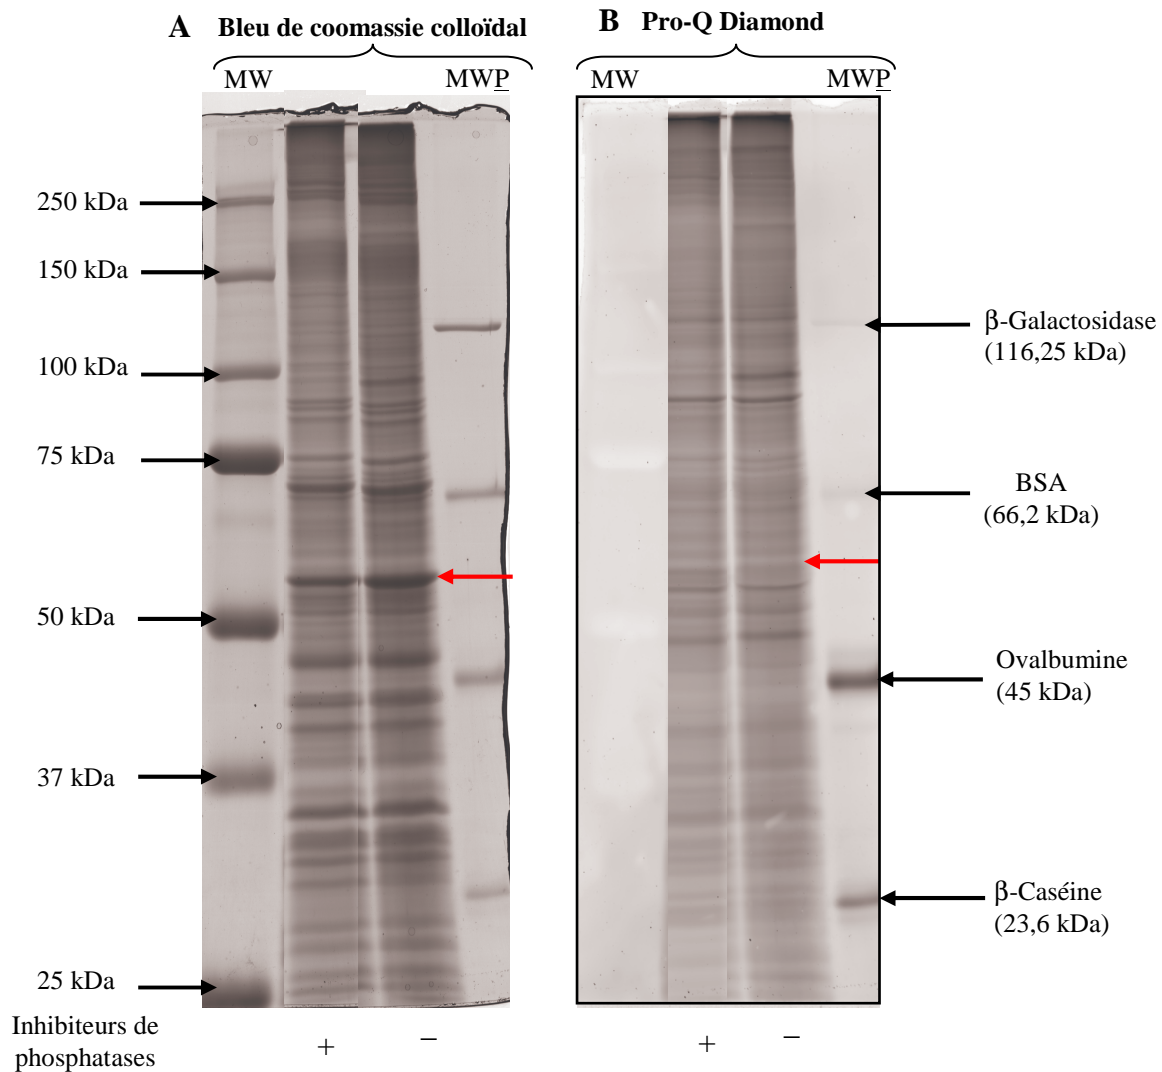 A Bleu de coomassie colloïdal
MW
MWP
250 kDa
150 kDa
100 kDa
75 kDa
50 kDa
37 kDa
25 kDa
Inhibiteurs de
phosphatases
+
−
B Pro-Q Diamond
MW
MWP
β-Galactosidase
(116,25 kDa)
BSA
(66,2 kDa)
Ovalbumine
(45 kDa)
β-Caséine
(23,6 kDa)
+
−